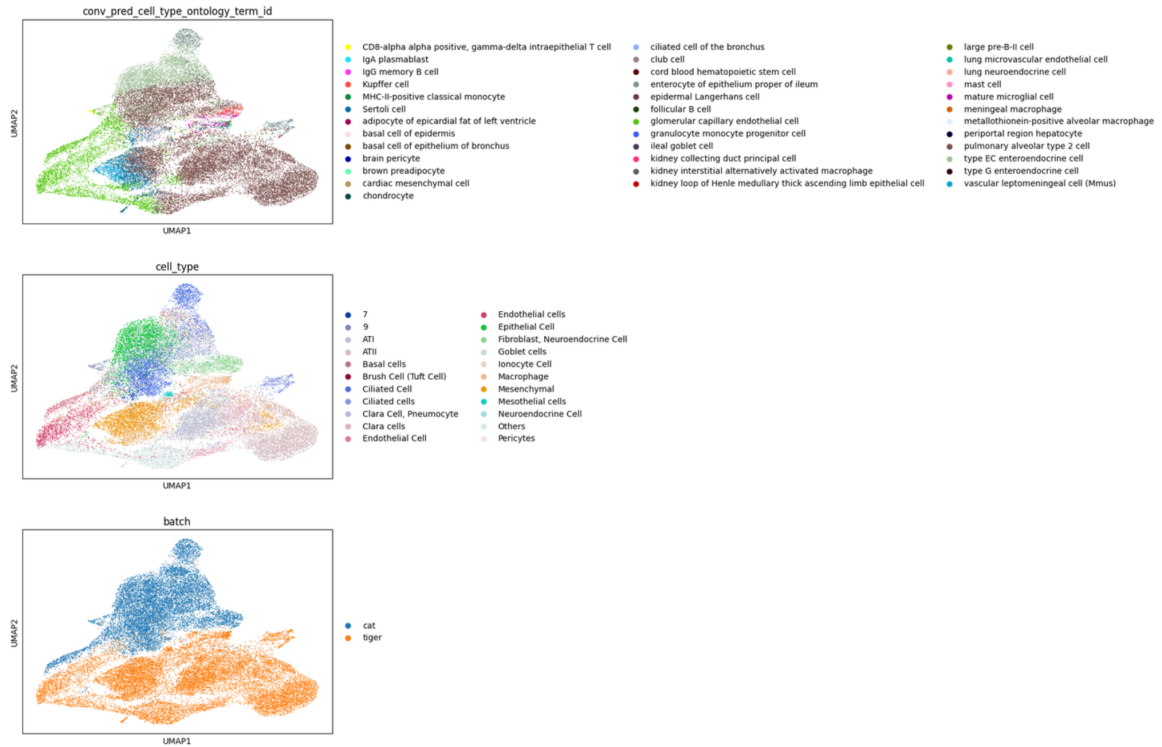 conv_pred_cell_type_ontology_term_id
UMAP2
UMAP1
CD8-alpha alpha positive, gamma-delta intraepithelial T cell
IgA plasmablast
IgG memory B cell
Kupffer cell
MHC-II-positive classical monocyte
Sertoli cell
adipocyte of epicardial fat of left ventricle
basal cell of epidermis
basal cell of epithelium of bronchus
brain pericyte
brown preadipocyte
cardiac mesenchymal cell
chondrocyte
ciliated cell of the bronchus
club cell
cord blood hematopoietic stem cell
enterocyte of epithelium proper of ileum
epidermal Langerhans cell
follicular B cell
glomerular capillary endothelial cell
granulocyte monocyte progenitor cell
ileal goblet cell
kidney collecting duct principal cell
kidney interstitial alternatively activated macrophage
kidney loop of Henle medullary thick ascending limb epithelial cell
large pre-B-II cell
lung microvascular endothelial cell
lung neuroendocrine cell
mast cell
mature microglial cell
meningeal macrophage
metallothionein-positive alveolar macrophage
periportal region hepatocyte
pulmonary alveolar type 2 cell
type EC enteroendocrine cell
type G enteroendocrine cell
vascular leptomeningeal cell (Mmus)
cell_type
UMAP2
UMAP1
7
9
ATI
ATII
Basal cells
Brush Cell (Tuft Cell)
Ciliated Cell
Ciliated cells
Clara Cell, Pneumocyte
Clara cells
Endothelial Cell
Endothelial cells
Epithelial Cell
Fibroblast, Neuroendocrine Cell
Goblet cells
Ionocyte Cell
Macrophage
Mesenchymal
Mesothelial cells
Neuroendocrine Cell
Others
Pericytes
batch
UMAP2
UMAP1
cat
tiger